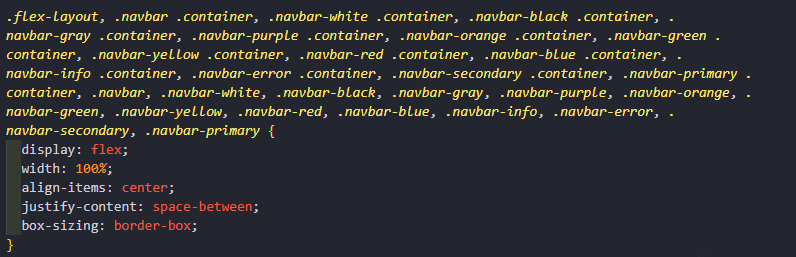 .flex-layout, .navbar .container, .navbar-white .container, .navbar-black .container, .
navbar-gray .container, .navbar-purple .container, .navbar-orange .container, .navbar-green .
container, .navbar-yellow .container, .navbar-red .container, .navbar-blue .container, .
navbar-info .container, .navbar-error .container, .navbar-secondary .container, .navbar-primary .
container, .navbar, .navbar-white, .navbar-black, .navbar-gray, .navbar-purple, .navbar-orange, .
navbar-green, .navbar-yellow, .navbar-red, .navbar-blue, .navbar-info, .navbar-error, .
navbar-secondary, .navbar-primary {
  display: flex;
  width: 100%;
  align-items: center;
  justify-content: space-between;
  box-sizing: border-box;
}